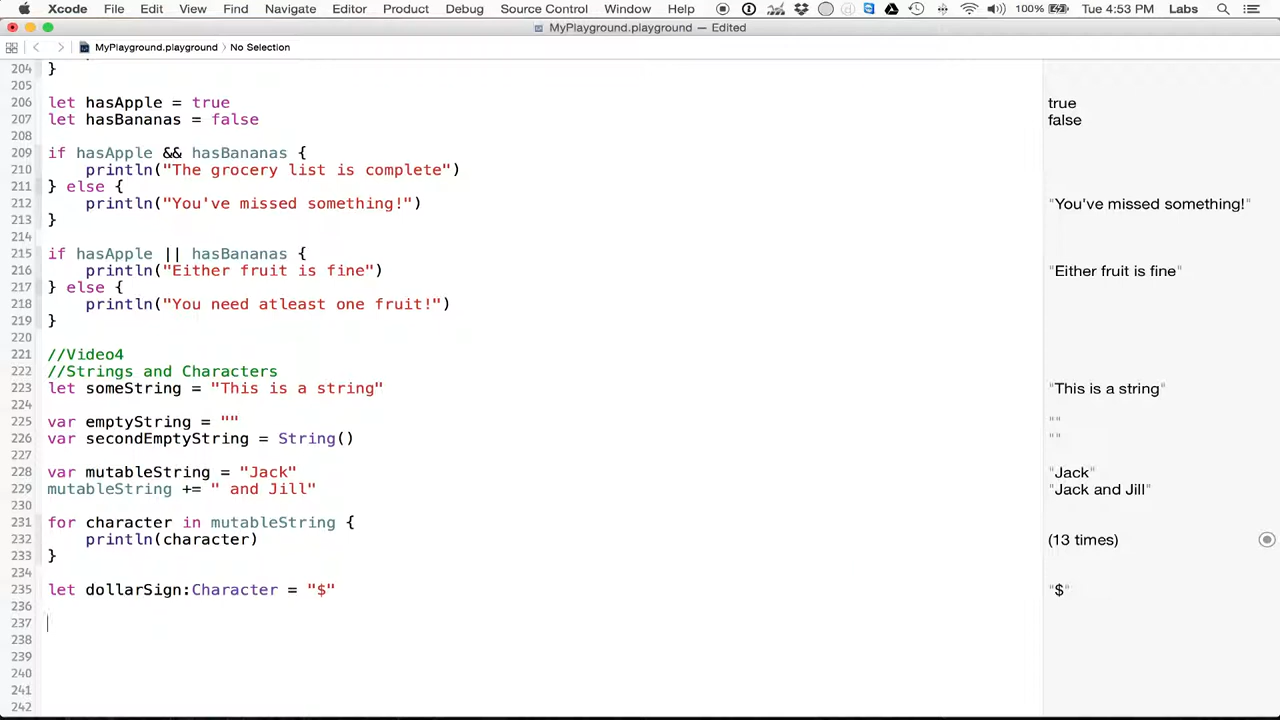 Xcode File Edit View Find Navigate Editor Product Debug Source Control Window Help 100% Tue 4:53 PM Labs
MyPlayground.playground — Edited
MyPlayground.playground › No Selection
204 }
205
206 let hasApple = true true
207 let hasBananas = false false
208
209 if hasApple && hasBananas {
210 println("The grocery list is complete")
211 } else {
212 println("You've missed something!") "You've missed something!"
213 }
214
215 if hasApple || hasBananas {
216 println("Either fruit is fine") "Either fruit is fine"
217 } else {
218 println("You need atleast one fruit!")
219 }
220
221 //Video4
222 //Strings and Characters
223 let someString = "This is a string" "This is a string"
224
225 var emptyString = "" ""
226 var secondEmptyString = String() ""
227
228 var mutableString = "Jack" "Jack"
229 mutableString += " and Jill" "Jack and Jill"
230
231 for character in mutableString {
232 println(character) (13 times)
233 }
234
235 let dollarSign:Character = "$" "$"
236
237
238
239
240
241
242